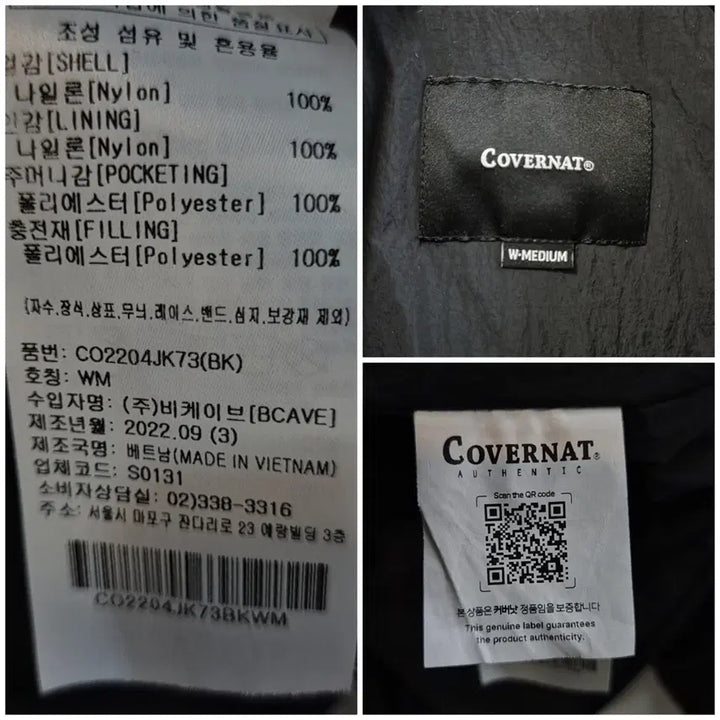 의한 품질표시)
조성 섬유 및 혼용율
겉감[SHELL]
나일론[Nylon] 100%
안감[LINING]
나일론[Nylon] 100%
주머니감[POCKETING]
폴리에스터[Polyester] 100%
충전재[FILLING]
폴리에스터[Polyester] 100%
(자수.장식.상표.무늬.레이스.밴드.심지.보강재 제외)
품번: CO2204JK73(BK)
호칭: WM
수입자명: (주)비케이브[BCAVE]
제조년월: 2022.09 (3)
제조국명: 베트남(MADE IN VIETNAM)
업체코드: S0131
소비자상담실: 02)338-3316
주소: 서울시 마포구 잔다리로 23 예랑빌딩 3층
CO2204JK73BKWM
COVERNAT®
W-MEDIUM
COVERNAT®
AUTHENTIC
Scan the QR code
본 상품은 커버낫 정품임을 보증합니다
This genuine label guarantees
the product authenticity.